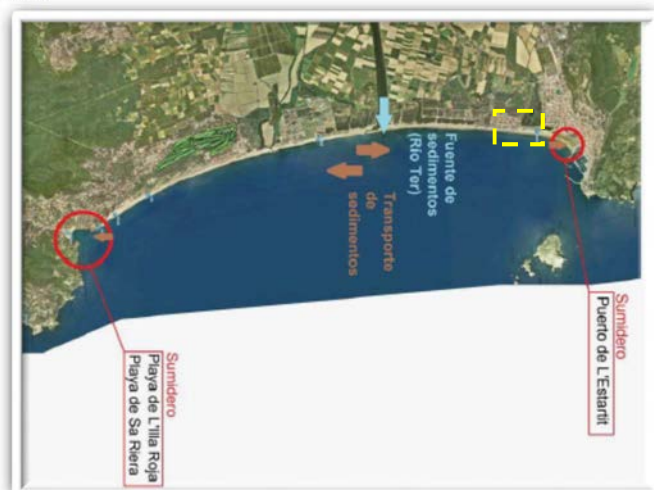 Fuente de
sedimentos
(Río Ter)
Transporte
de
sedimentos
Sumidero
Puerto de L'Estartit
Sumidero
Playa de L'Illa Roja
Playa de Sa Riera